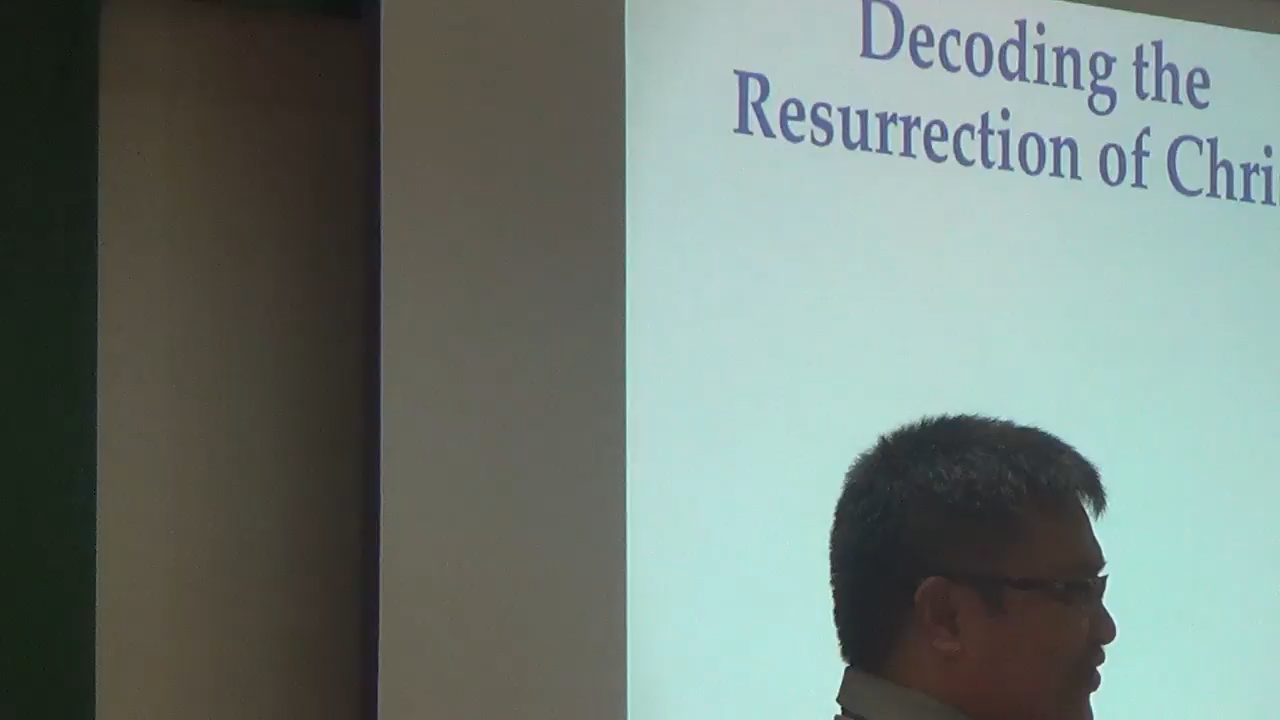 Decoding the
Resurrection of Chri